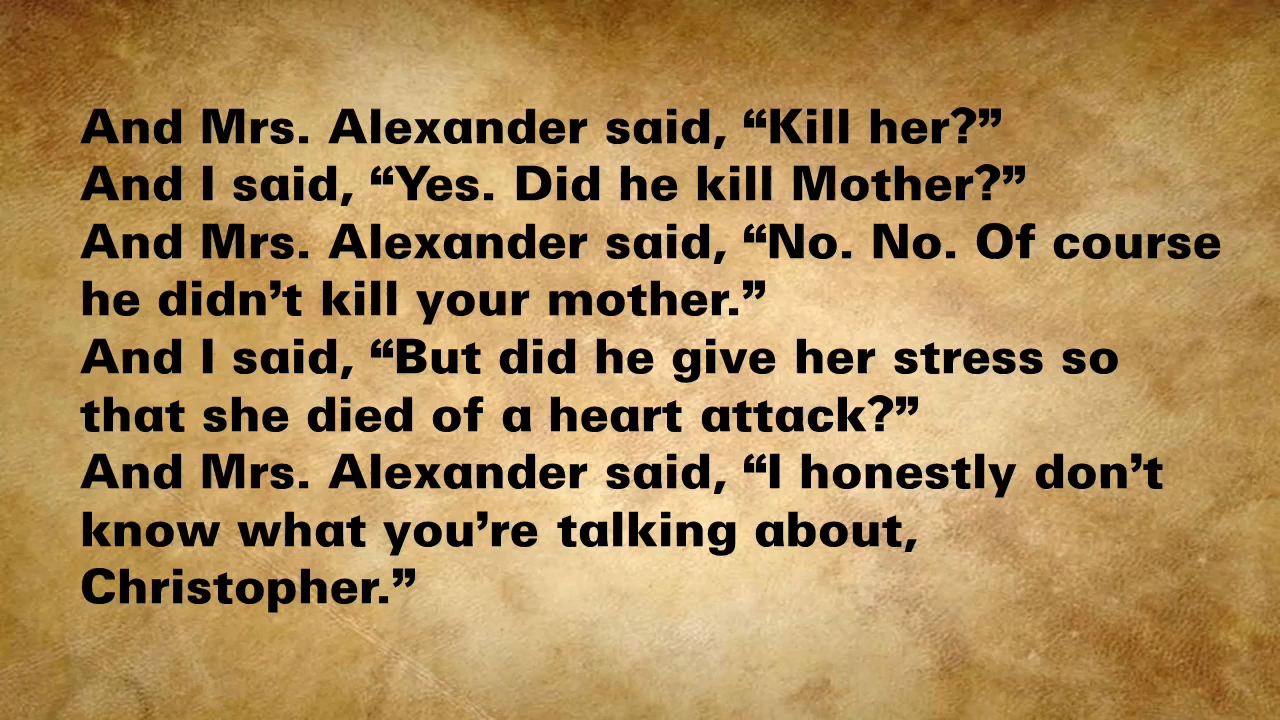 And Mrs. Alexander said, “Kill her?”
And I said, “Yes. Did he kill Mother?”
And Mrs. Alexander said, “No. No. Of course
he didn’t kill your mother.”
And I said, “But did he give her stress so
that she died of a heart attack?”
And Mrs. Alexander said, “I honestly don’t
know what you’re talking about,
Christopher.”